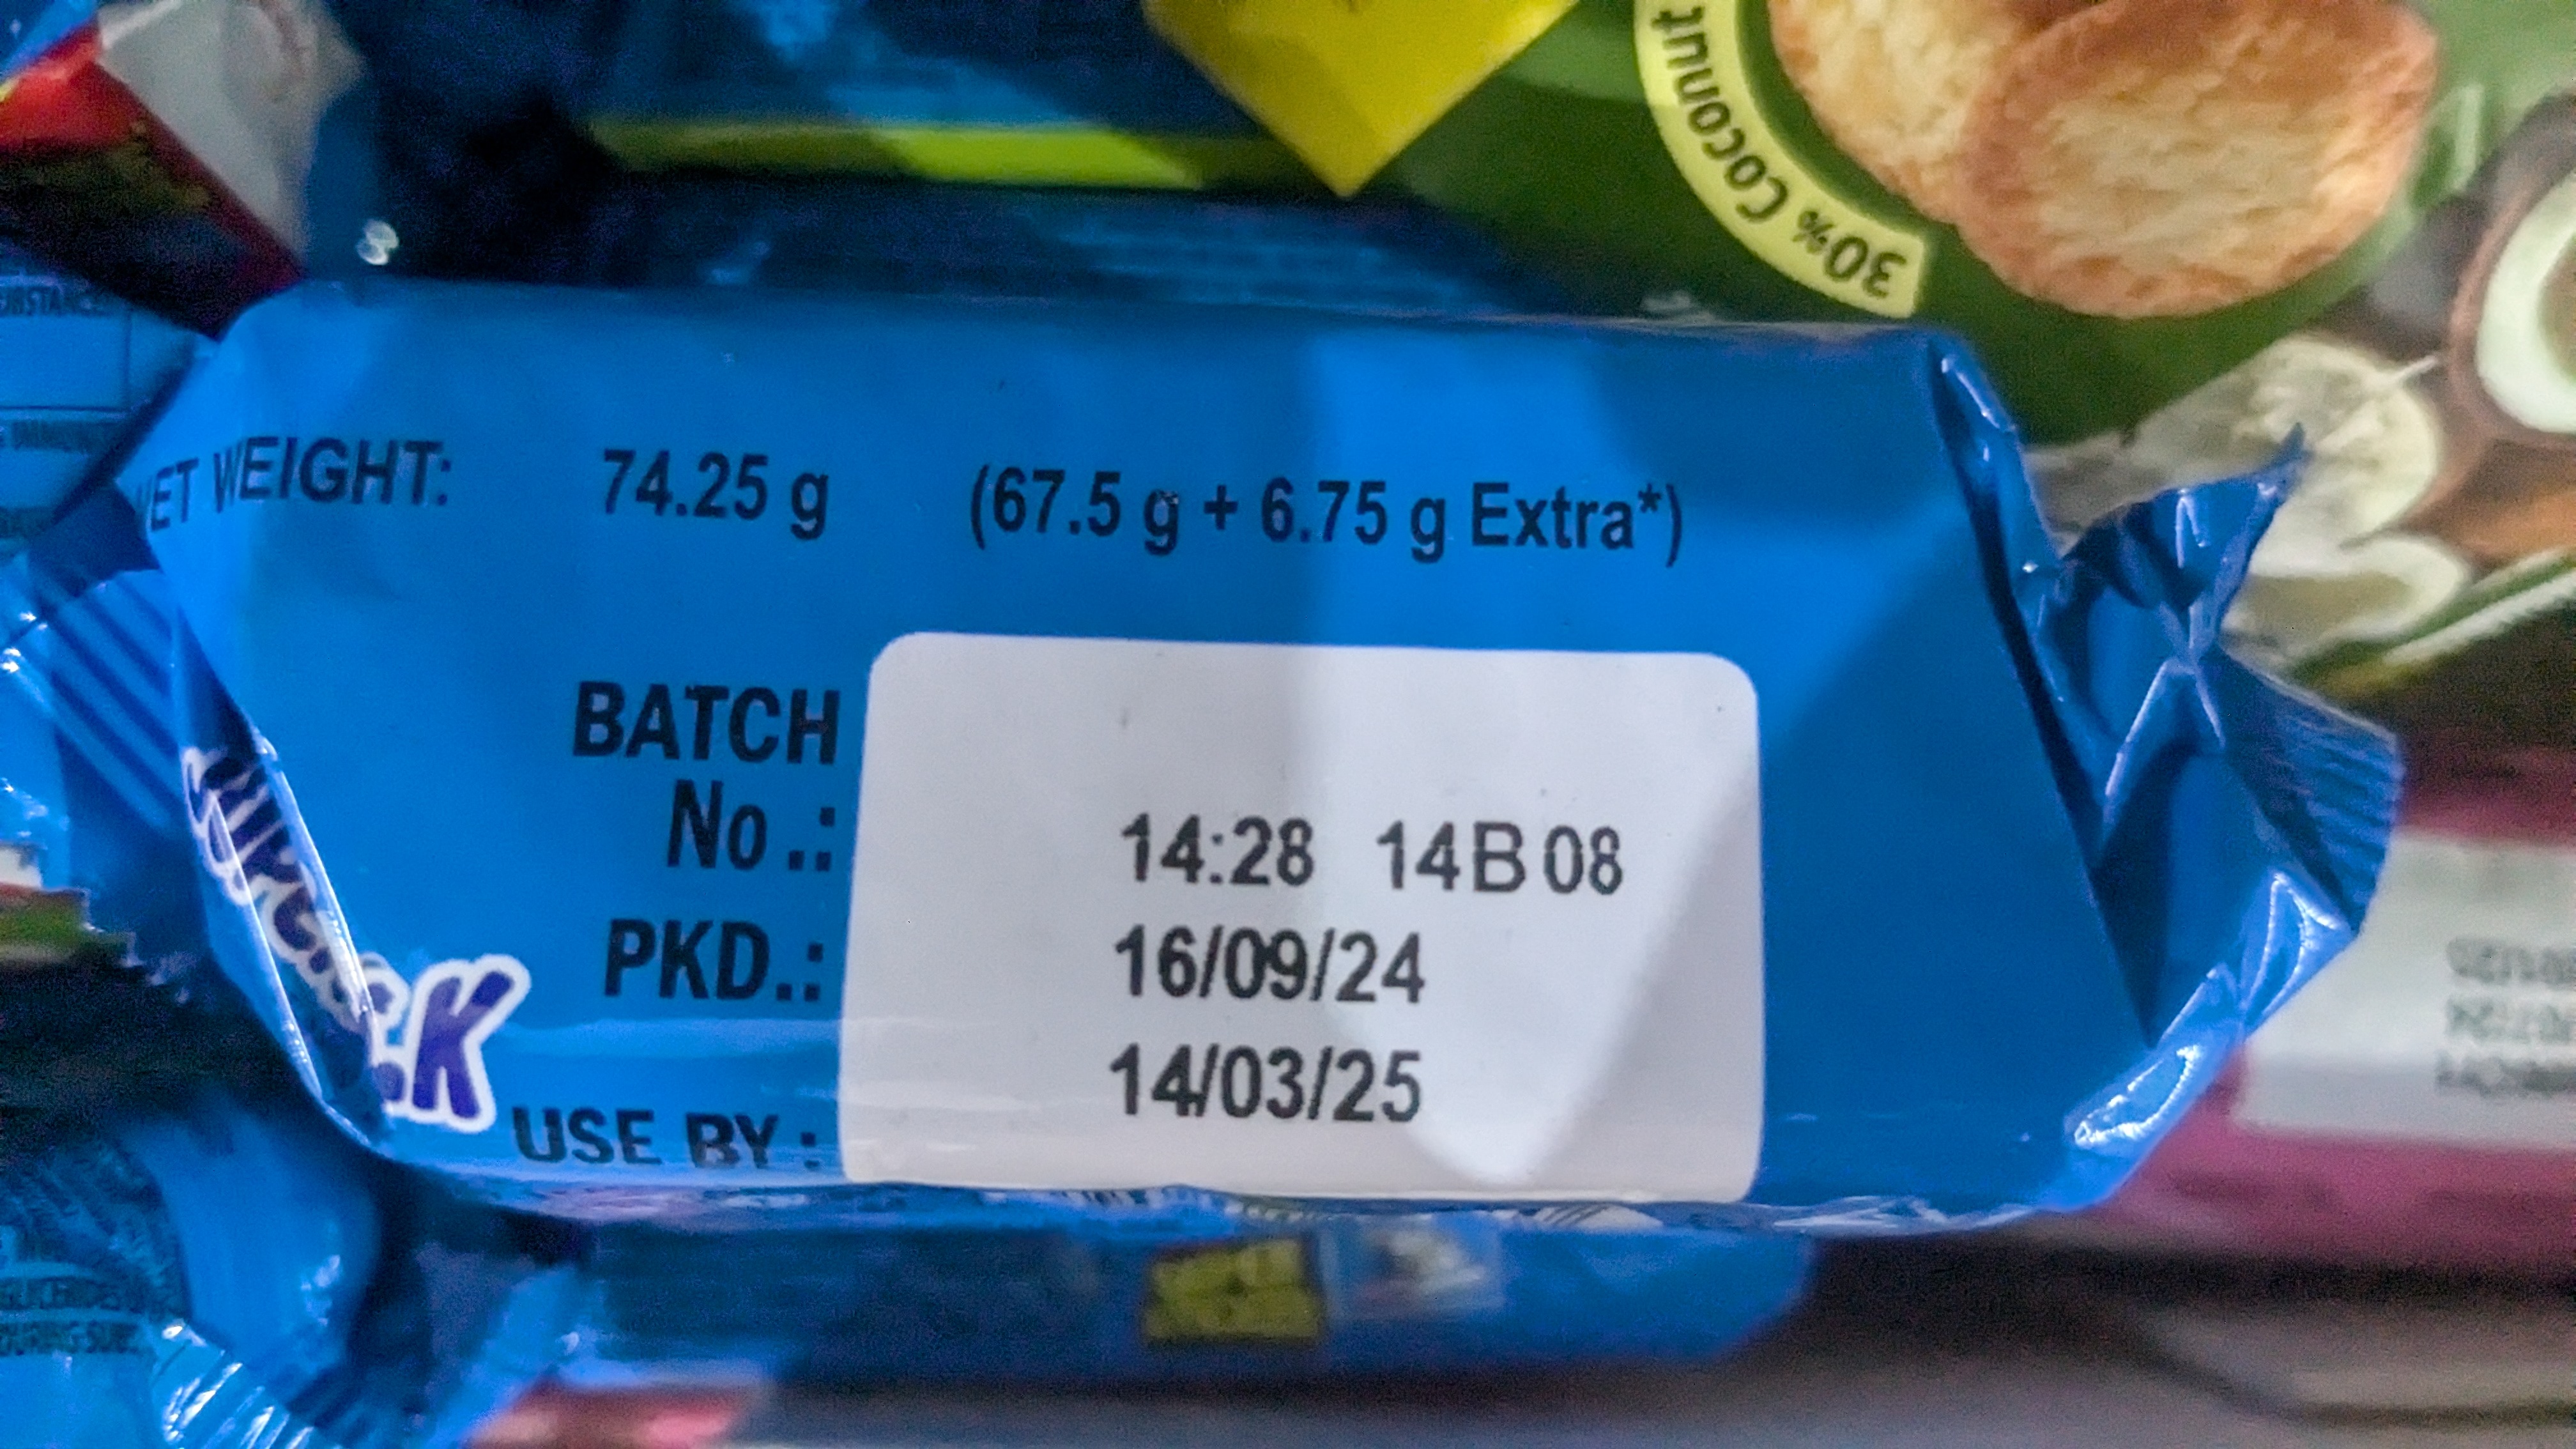 30% Coconut
NET WEIGHT: 74.25 g (67.5 g + 6.75 g Extra*)
BATCH
No.: 14:28 14B08
PKD.: 16/09/24
USE BY: 14/03/25